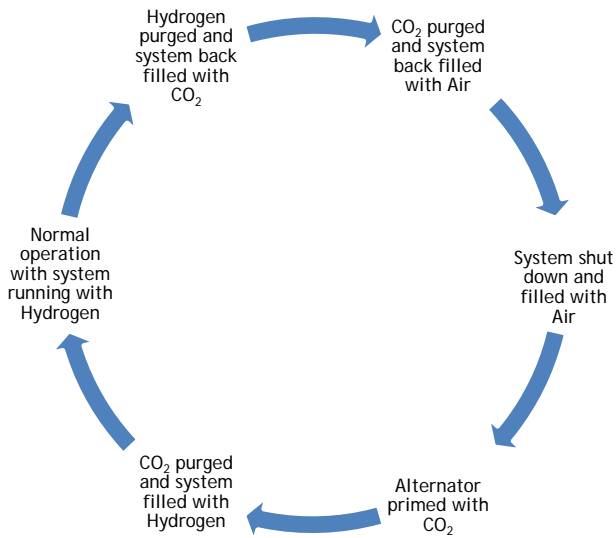 Hydrogen
purged and
system back
filled with
CO₂
CO₂ purged
and system
back filled
with Air
System shut
down and
filled with
Air
Alternator
primed with
CO₂
CO₂ purged
and system
filled with
Hydrogen
Normal
operation
with system
running with
Hydrogen